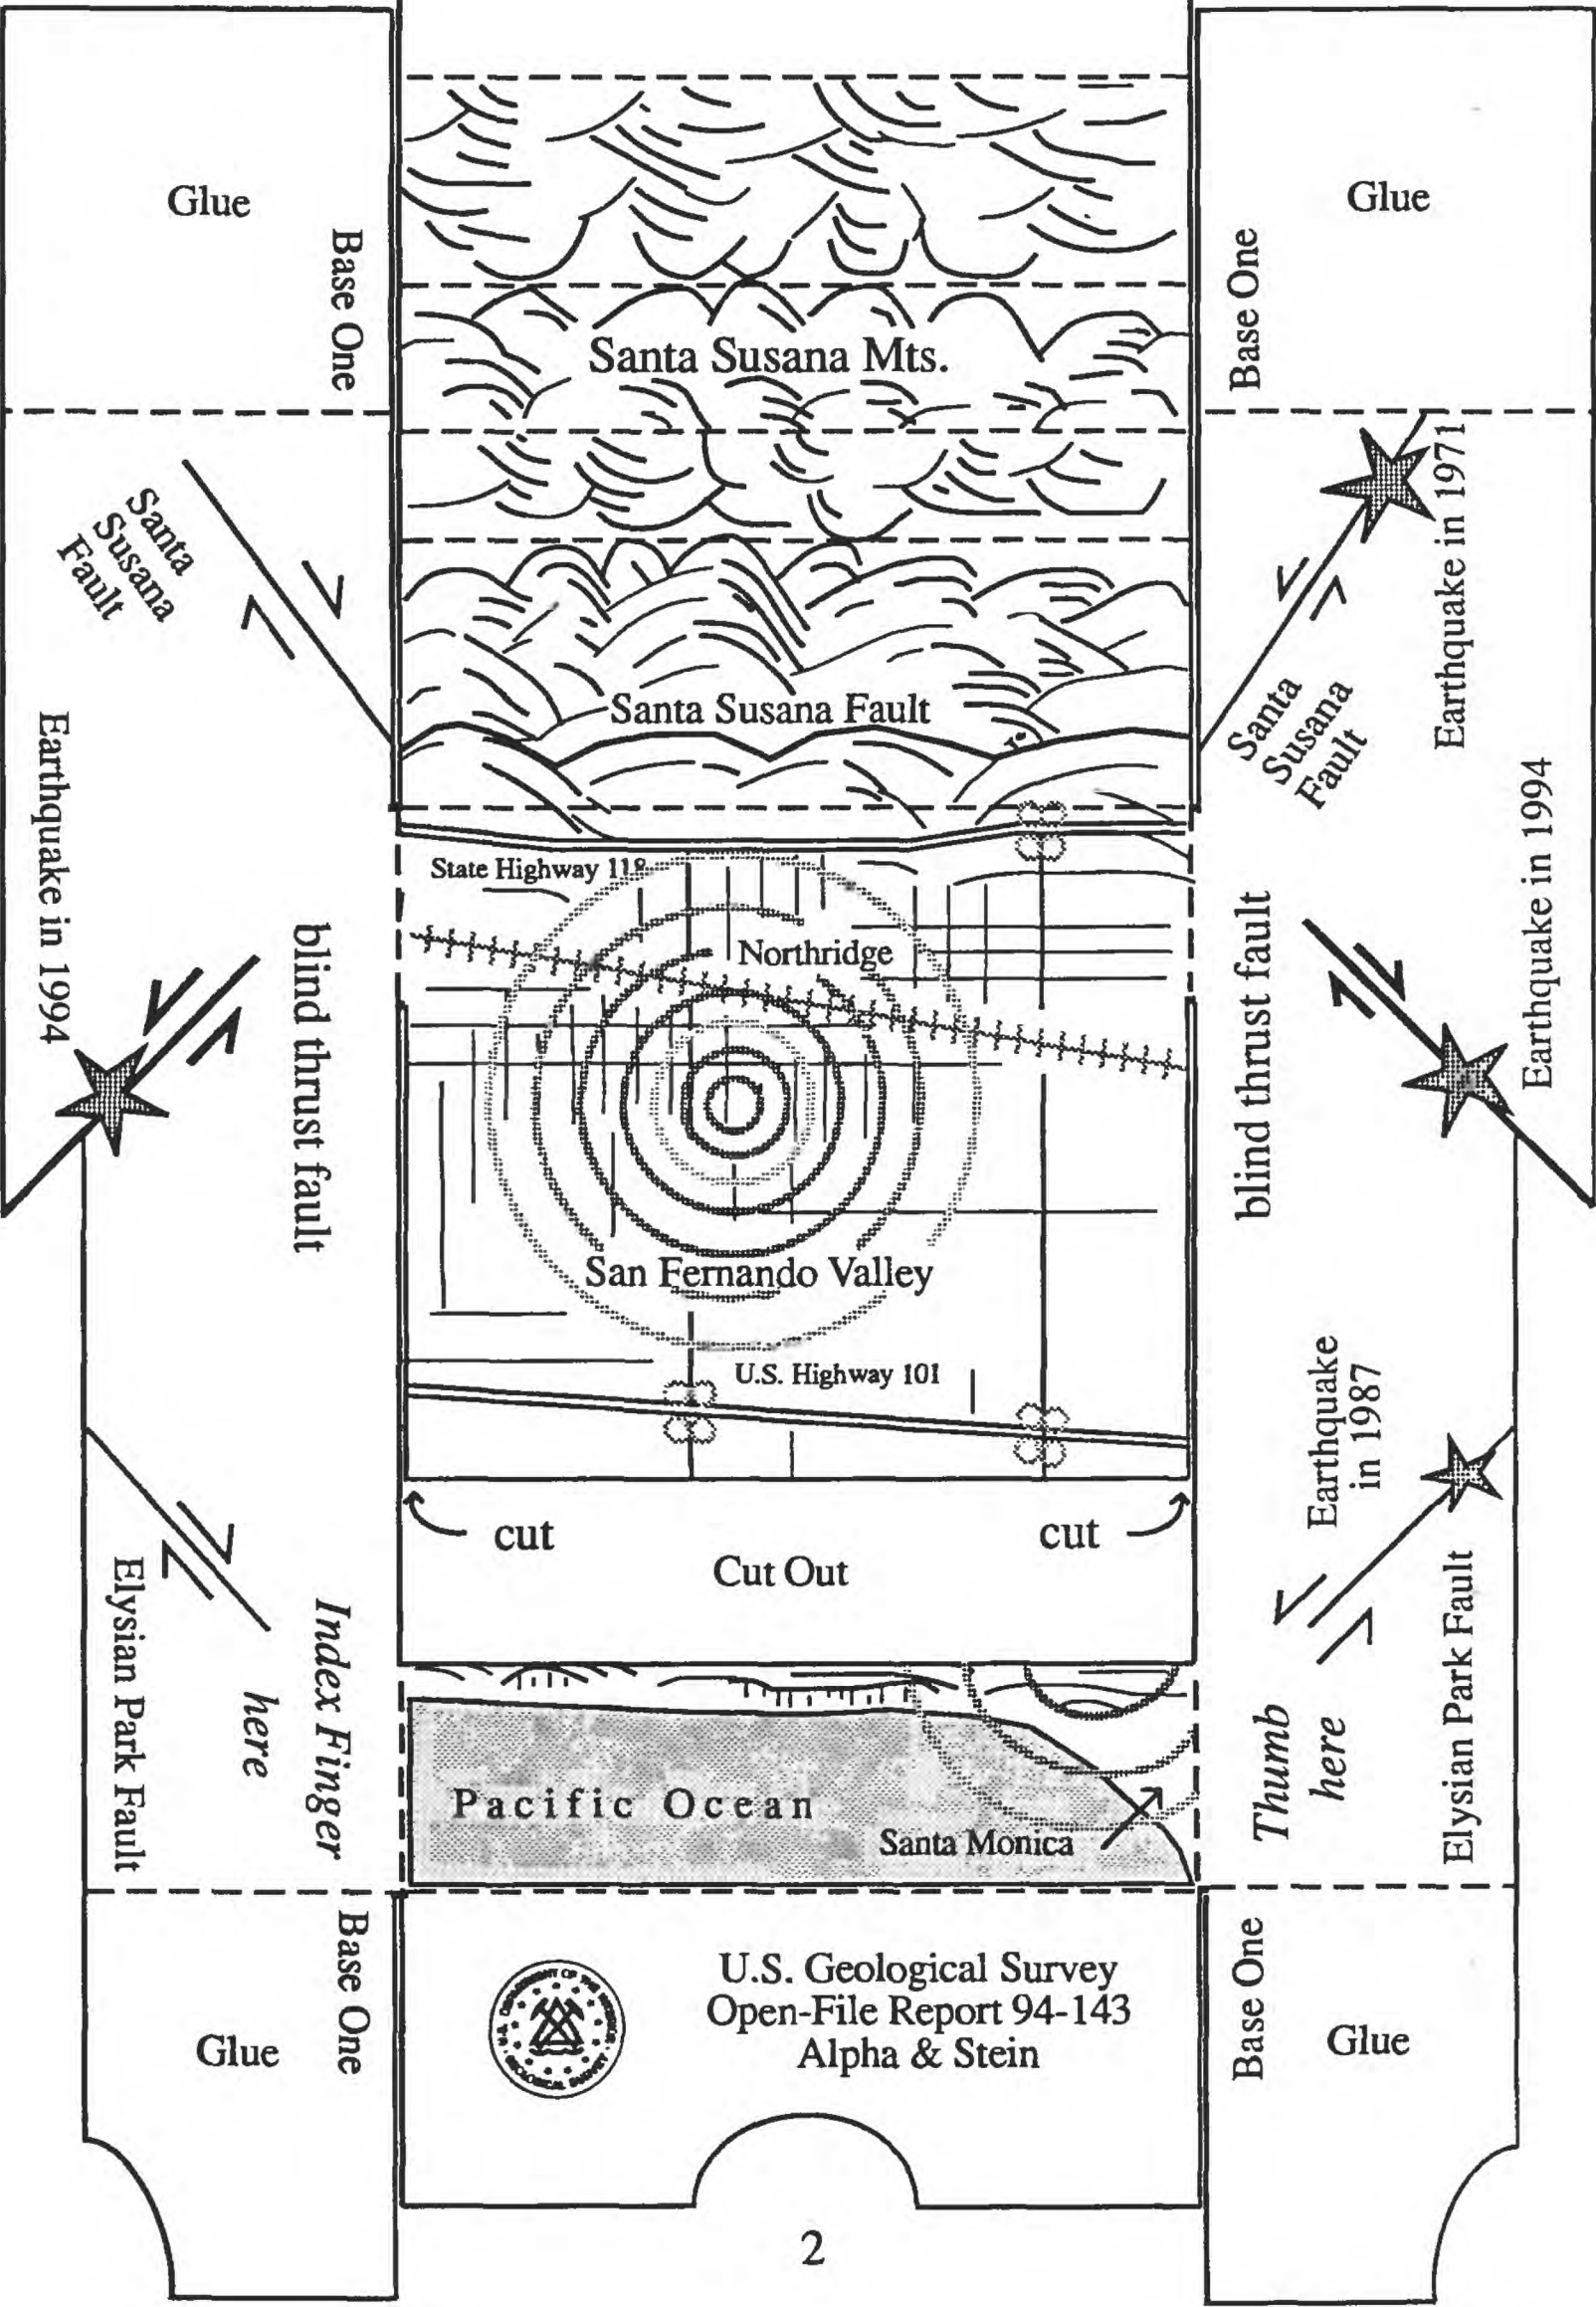 Glue
Base One
Glue
Base One
Santa Susana Mts.
Santa
Susana
Fault
Earthquake in 1971
Santa Susana Fault
Santa
Susana
Fault
Earthquake in 1994
Earthquake in 1994
State Highway 118
Northridge
blind thrust fault
blind thrust fault
San Fernando Valley
U.S. Highway 101
Earthquake
in 1987
cut
cut
Cut Out
Elysian Park Fault
Index Finger
here
Thumb
here
Elysian Park Fault
Pacific Ocean
Santa Monica
Base One
Glue
U.S. Geological Survey
Open-File Report 94-143
Alpha & Stein
Base One
Glue
2